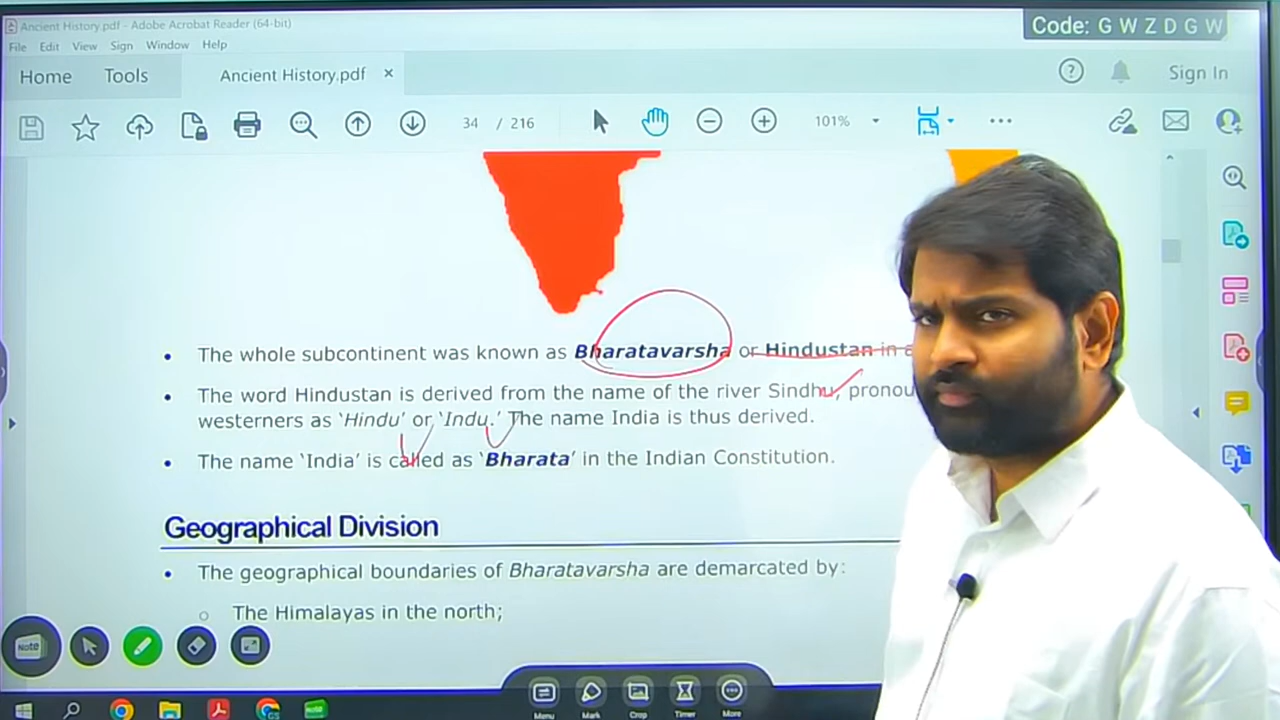 Ancient History.pdf - Adobe Acrobat Reader (64-bit)
Code: G W Z D G W
File Edit View Sign Window Help
Home Tools Ancient History.pdf × Sign In
34 / 216 101%
The whole subcontinent was known as Bharatavarsha or Hindustan in
The word Hindustan is derived from the name of the river Sindhu, pronou
westerners as ‘Hindu’ or ‘Indu.’ The name India is thus derived.
The name ‘India’ is called as ‘Bharata’ in the Indian Constitution.
Geographical Division
The geographical boundaries of Bharatavarsha are demarcated by:
The Himalayas in the north;
Note
Menu Mark Crop Timer More